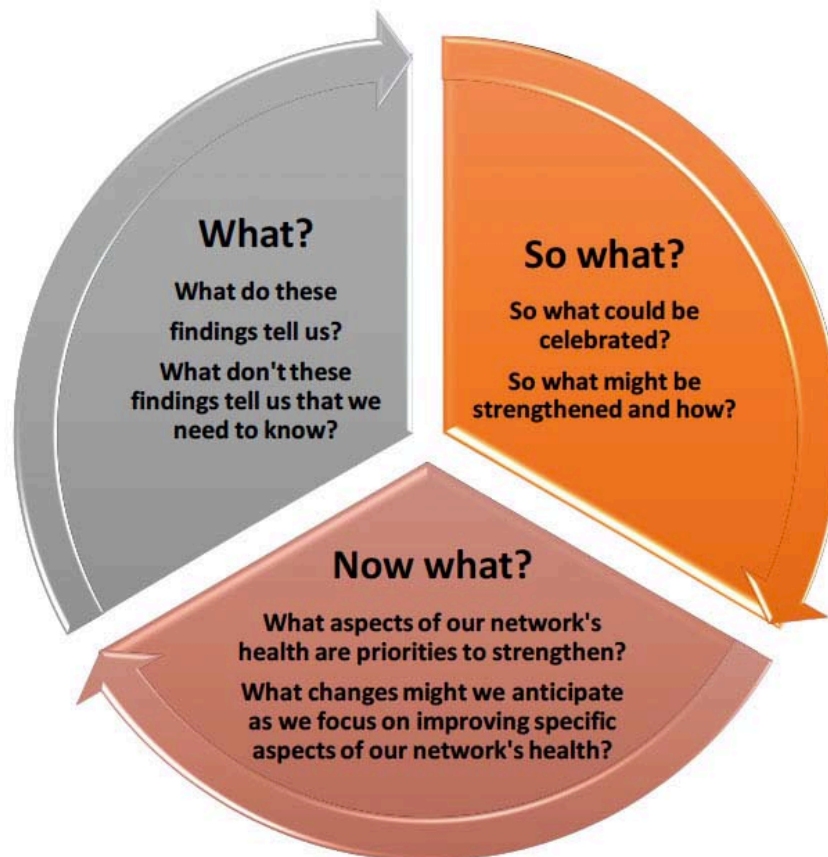 What?
What do these
findings tell us?
What don't these
findings tell us that we
need to know?
So what?
So what could be
celebrated?
So what might be
strengthened and how?
Now what?
What aspects of our network's
health are priorities to strengthen?
What changes might we anticipate
as we focus on improving specific
aspects of our network's health?